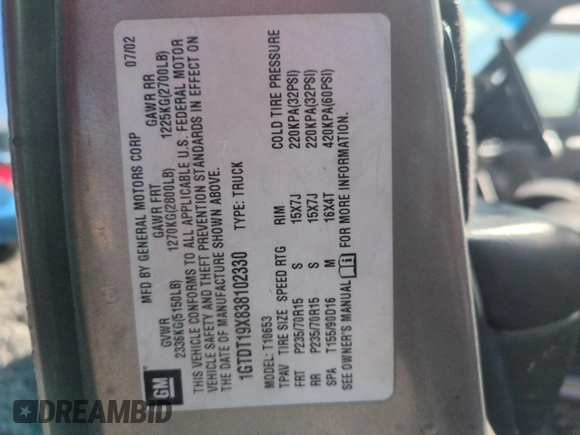 GM
MFD BY GENERAL MOTORS CORP 07/02
GVWR GAWR FRT GAWR RR
2336KG(5150LB) 1270KG(2800LB) 1225KG(2700LB)
THIS VEHICLE CONFORMS TO ALL APPLICABLE U.S. FEDERAL MOTOR
VEHICLE SAFETY AND THEFT PREVENTION STANDARDS IN EFFECT ON
THE DATE OF MANUFACTURE SHOWN ABOVE.
1GTDT19X838102330 TYPE: TRUCK
MODEL: T10653
TPAV TIRE SIZE SPEED RTG RIM COLD TIRE PRESSURE
FRT P235/70R15 S 15X7J 220KPA(32PSI)
RR P235/70R15 S 15X7J 220KPA(32PSI)
SPA T155/90D16 M 16X4T 420KPA(60PSI)
SEE OWNER'S MANUAL FOR MORE INFORMATION.
DREAMBID